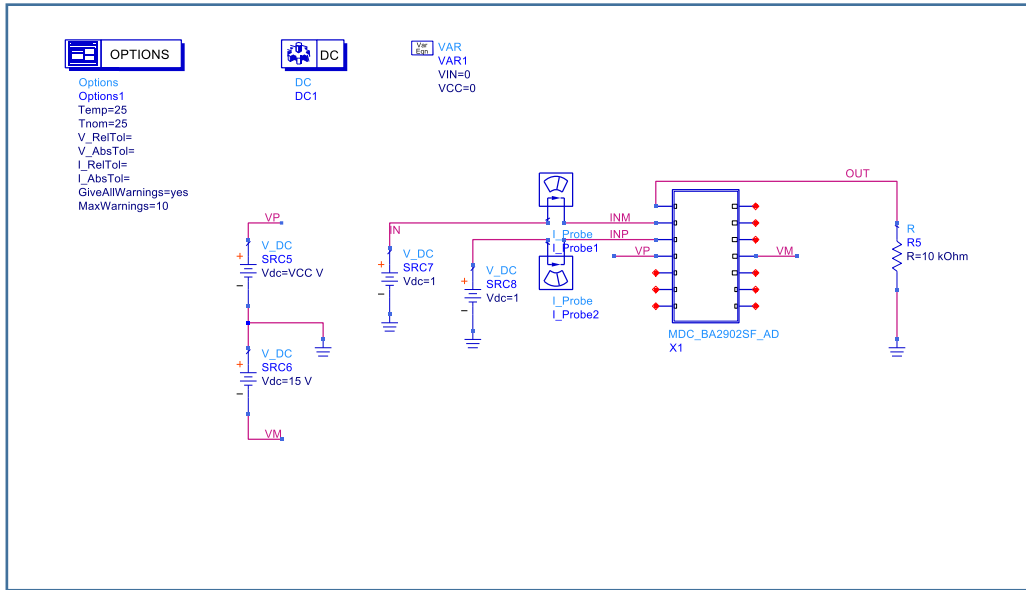 OPTIONS
Options
Options1
Temp=25
Tnom=25
V_RelTol=
V_AbsTol=
I_RelTol=
I_AbsTol=
GiveAllWarnings=yes
MaxWarnings=10
DC
DC
DC1
Var
Eqn
VAR
VAR1
VIN=0
VCC=0
VP
+
V_DC
SRC5
Vdc=VCC V
-
+
V_DC
SRC6
Vdc=15 V
-
VM
IN
+
V_DC
SRC7
Vdc=1
-
+
V_DC
SRC8
Vdc=1
-
I_Probe
I_Probe1
I_Probe
I_Probe2
INM
INP
VP
OUT
VM
MDC_BA2902SF_AD
X1
R
R5
R=10 kOhm